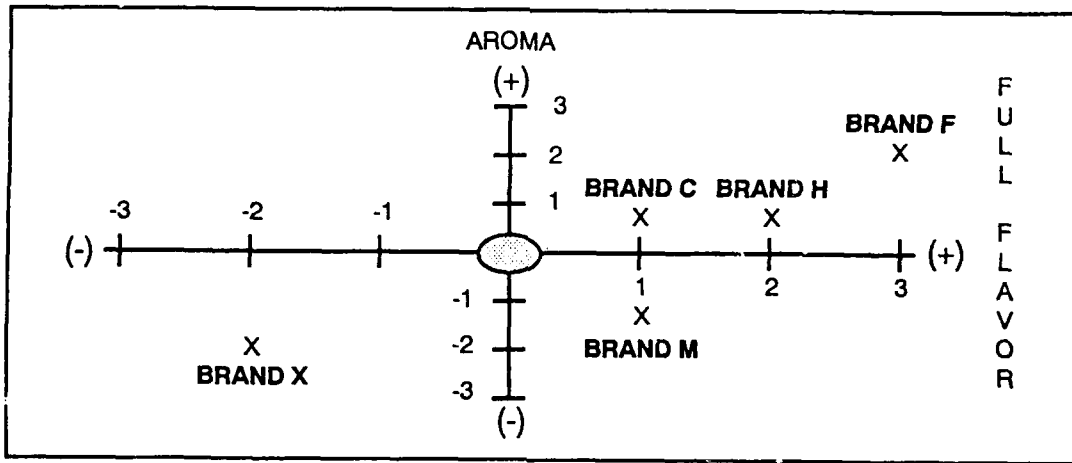 AROMA
(+)
3
BRAND F
X
2
BRAND C BRAND H
1
X X
-3 -2 -1
(-) (+)
1 2 3
-1
X
BRAND M
X
-2
BRAND X
-3
(-)
FULL FLAVOR